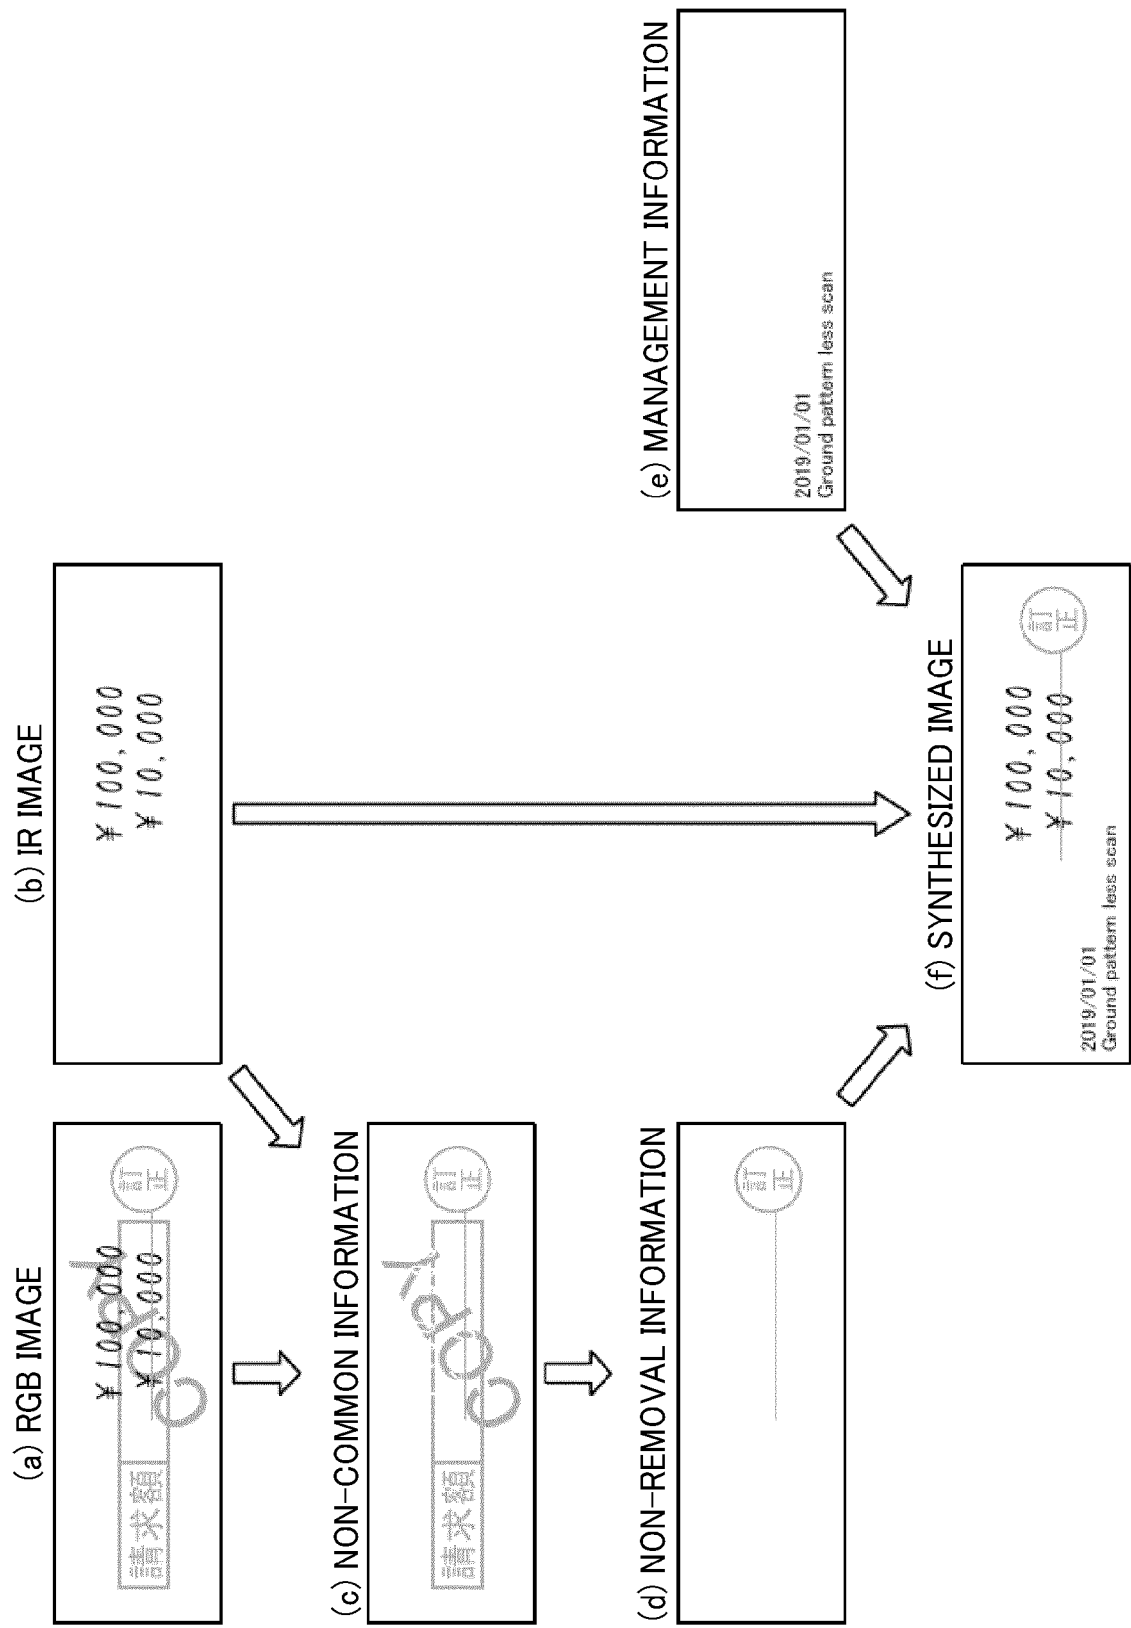 (a) RGB IMAGE
請求額
¥100,000
¥10,000
copy
訂正
(b) IR IMAGE
¥100,000
¥10,000
(c) NON-COMMON INFORMATION
請求額
copy
訂正
(d) NON-REMOVAL INFORMATION
訂正
(e) MANAGEMENT INFORMATION
2019/01/01
Ground pattern less scan
(f) SYNTHESIZED IMAGE
¥100,000
¥10,000
訂正
2019/01/01
Ground pattern less scan